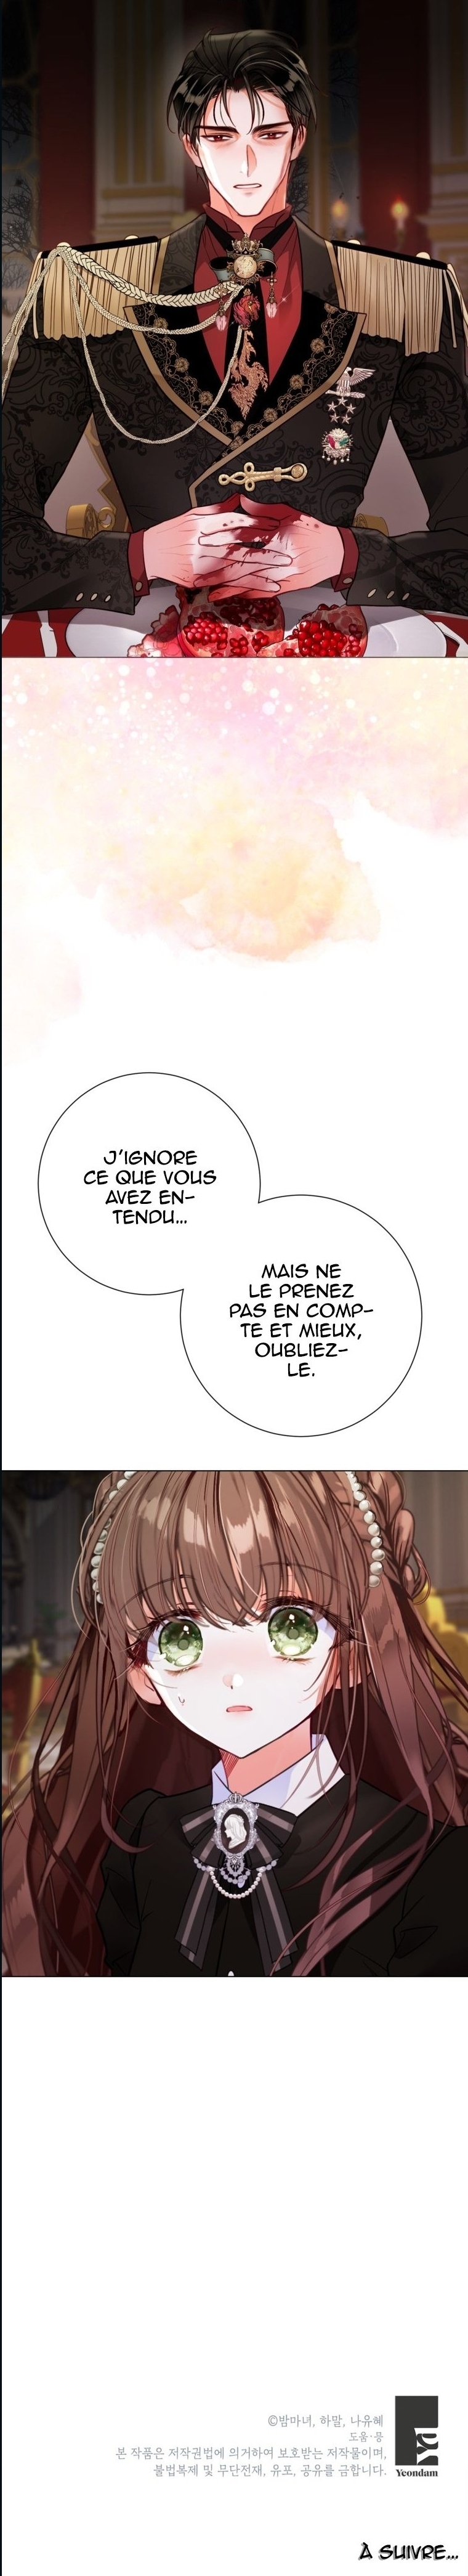 J'IGNORE
CE QUE VOUS
AVEZ EN-
TENDU...
MAIS NE
LE PRENEZ
PAS EN COMP-
TE ET MIEUX,
OUBLIEZ-
LE.
©밤마녀, 하말, 나유혜
도움·몽
본 작품은 저작권법에 의거하여 보호받는 저작물이며,
불법복제 및 무단전재, 유포, 공유를 금합니다.
Ya
Yeondam
À SUIVRE...